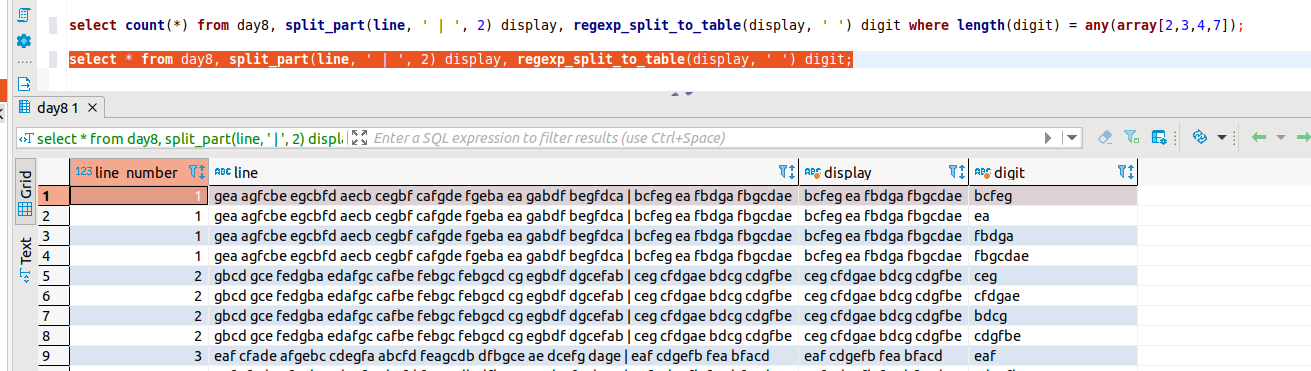 select count(*) from day8, split_part(line, ' | ', 2) display, regexp_split_to_table(display, ' ') digit where length(digit) = any(array[2,3,4,7]);
select * from day8, split_part(line, ' | ', 2) display, regexp_split_to_table(display, ' ') digit;
day8 1
select * from day8, split_part(line, ' | ', 2) displ Enter a SQL expression to filter results (use Ctrl+Space)
Grid
Text
123 line_number ABC line ABC display ABC digit
1 1 gea agfcbe egcbfd aecb cegbf cafgde fgeba ea gabdf begfdca | bcfeg ea fbdga fbgcdae bcfeg ea fbdga fbgcdae bcfeg
2 1 gea agfcbe egcbfd aecb cegbf cafgde fgeba ea gabdf begfdca | bcfeg ea fbdga fbgcdae bcfeg ea fbdga fbgcdae ea
3 1 gea agfcbe egcbfd aecb cegbf cafgde fgeba ea gabdf begfdca | bcfeg ea fbdga fbgcdae bcfeg ea fbdga fbgcdae fbdga
4 1 gea agfcbe egcbfd aecb cegbf cafgde fgeba ea gabdf begfdca | bcfeg ea fbdga fbgcdae bcfeg ea fbdga fbgcdae fbgcdae
5 2 gbcd gce fedgba edafgc cafbe febgc febgcd cg egbdf dgcefab | ceg cfdgae bdcg cdgfbe ceg cfdgae bdcg cdgfbe ceg
6 2 gbcd gce fedgba edafgc cafbe febgc febgcd cg egbdf dgcefab | ceg cfdgae bdcg cdgfbe ceg cfdgae bdcg cdgfbe cfdgae
7 2 gbcd gce fedgba edafgc cafbe febgc febgcd cg egbdf dgcefab | ceg cfdgae bdcg cdgfbe ceg cfdgae bdcg cdgfbe bdcg
8 2 gbcd gce fedgba edafgc cafbe febgc febgcd cg egbdf dgcefab | ceg cfdgae bdcg cdgfbe ceg cfdgae bdcg cdgfbe cdgfbe
9 3 eaf cfade afgebc cdegfa abcfd feagcdb dfbgce ae dcefg dage | eaf cdgefb fea bfacd eaf cdgefb fea bfacd eaf